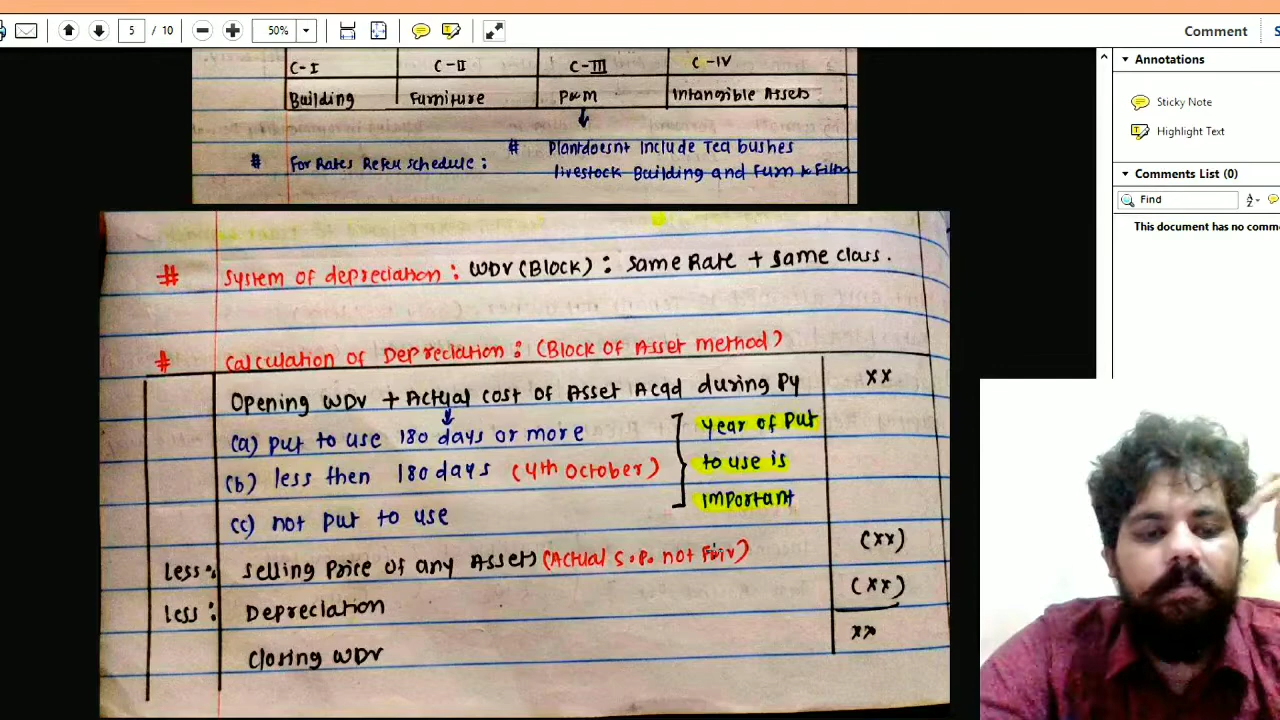 5 / 10
50%
Comment
Annotations
Sticky Note
Highlight Text
Comments List (0)
Find
This document has no comme
C-I C-II C-III C-IV
Building Furniture P&M Intangible Assets
# For Rates Refer schedule :
# Plant doesnt Include Tea bushes
livestock Building and Furn &
# System of depreciation : WDV (Block) : Same Rate + Same class.
# Calculation of Depreciation : (Block of Asset method)
Opening WDV + Actual cost of Asset Acqd during Py xx
(a) put to use 180 days or more
(b) less then 180 days (4th October)
(c) not put to use
Year of Put
to use is
Important
Less : Selling Price of any Assets (Actual S.P. not (xx)
Less : Depreciation (xx)
Closing WDV xx